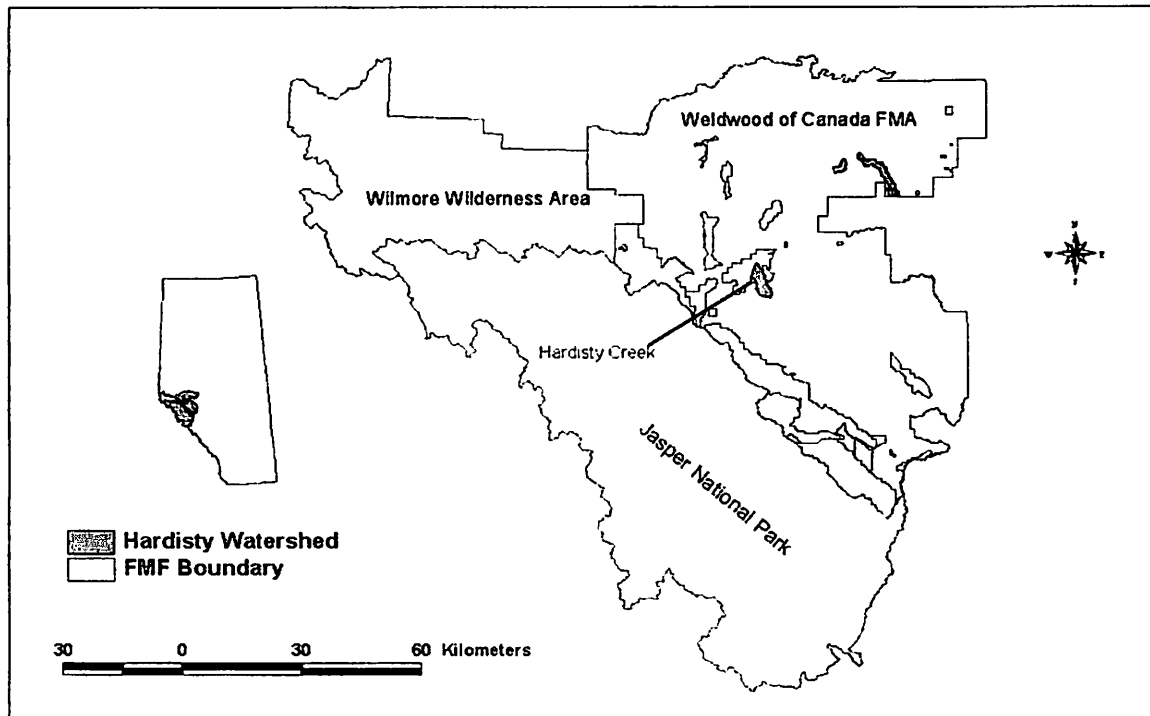 Weldwood of Canada FMA
Wilmore Wilderness Area
N
W E
Hardisty Creek
Jasper National Park
Hardisty Watershed
FMF Boundary
30 0 30 60 Kilometers